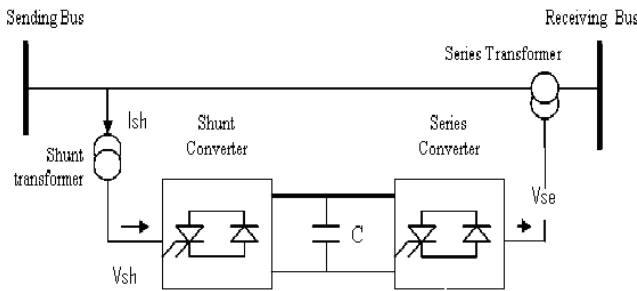 Sending Bus
Receiving Bus
Series Transformer
Ish
Shunt
Converter
Series
Converter
Shunt
transformer
Vse
C
Vsh